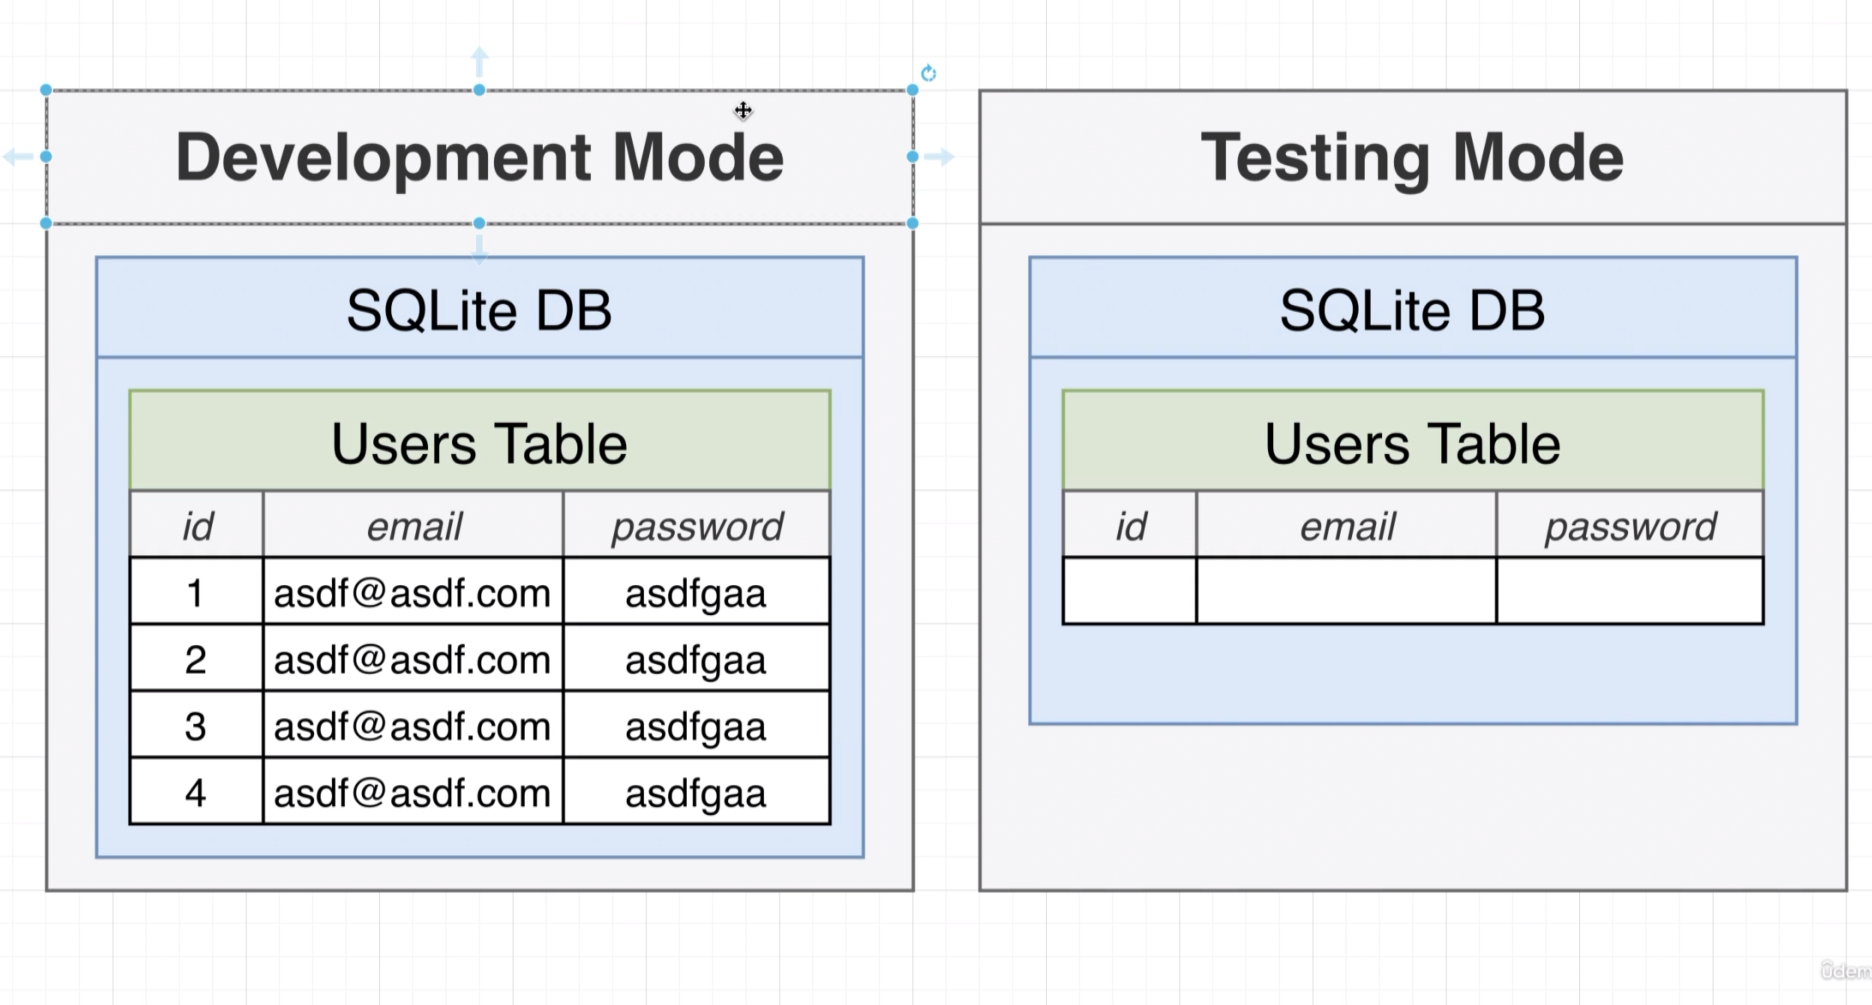 Development Mode
SQLite DB
Users Table
id email password
1 asdf@asdf.com asdfgaa
2 asdf@asdf.com asdfgaa
3 asdf@asdf.com asdfgaa
4 asdf@asdf.com asdfgaa
Testing Mode
SQLite DB
Users Table
id email password